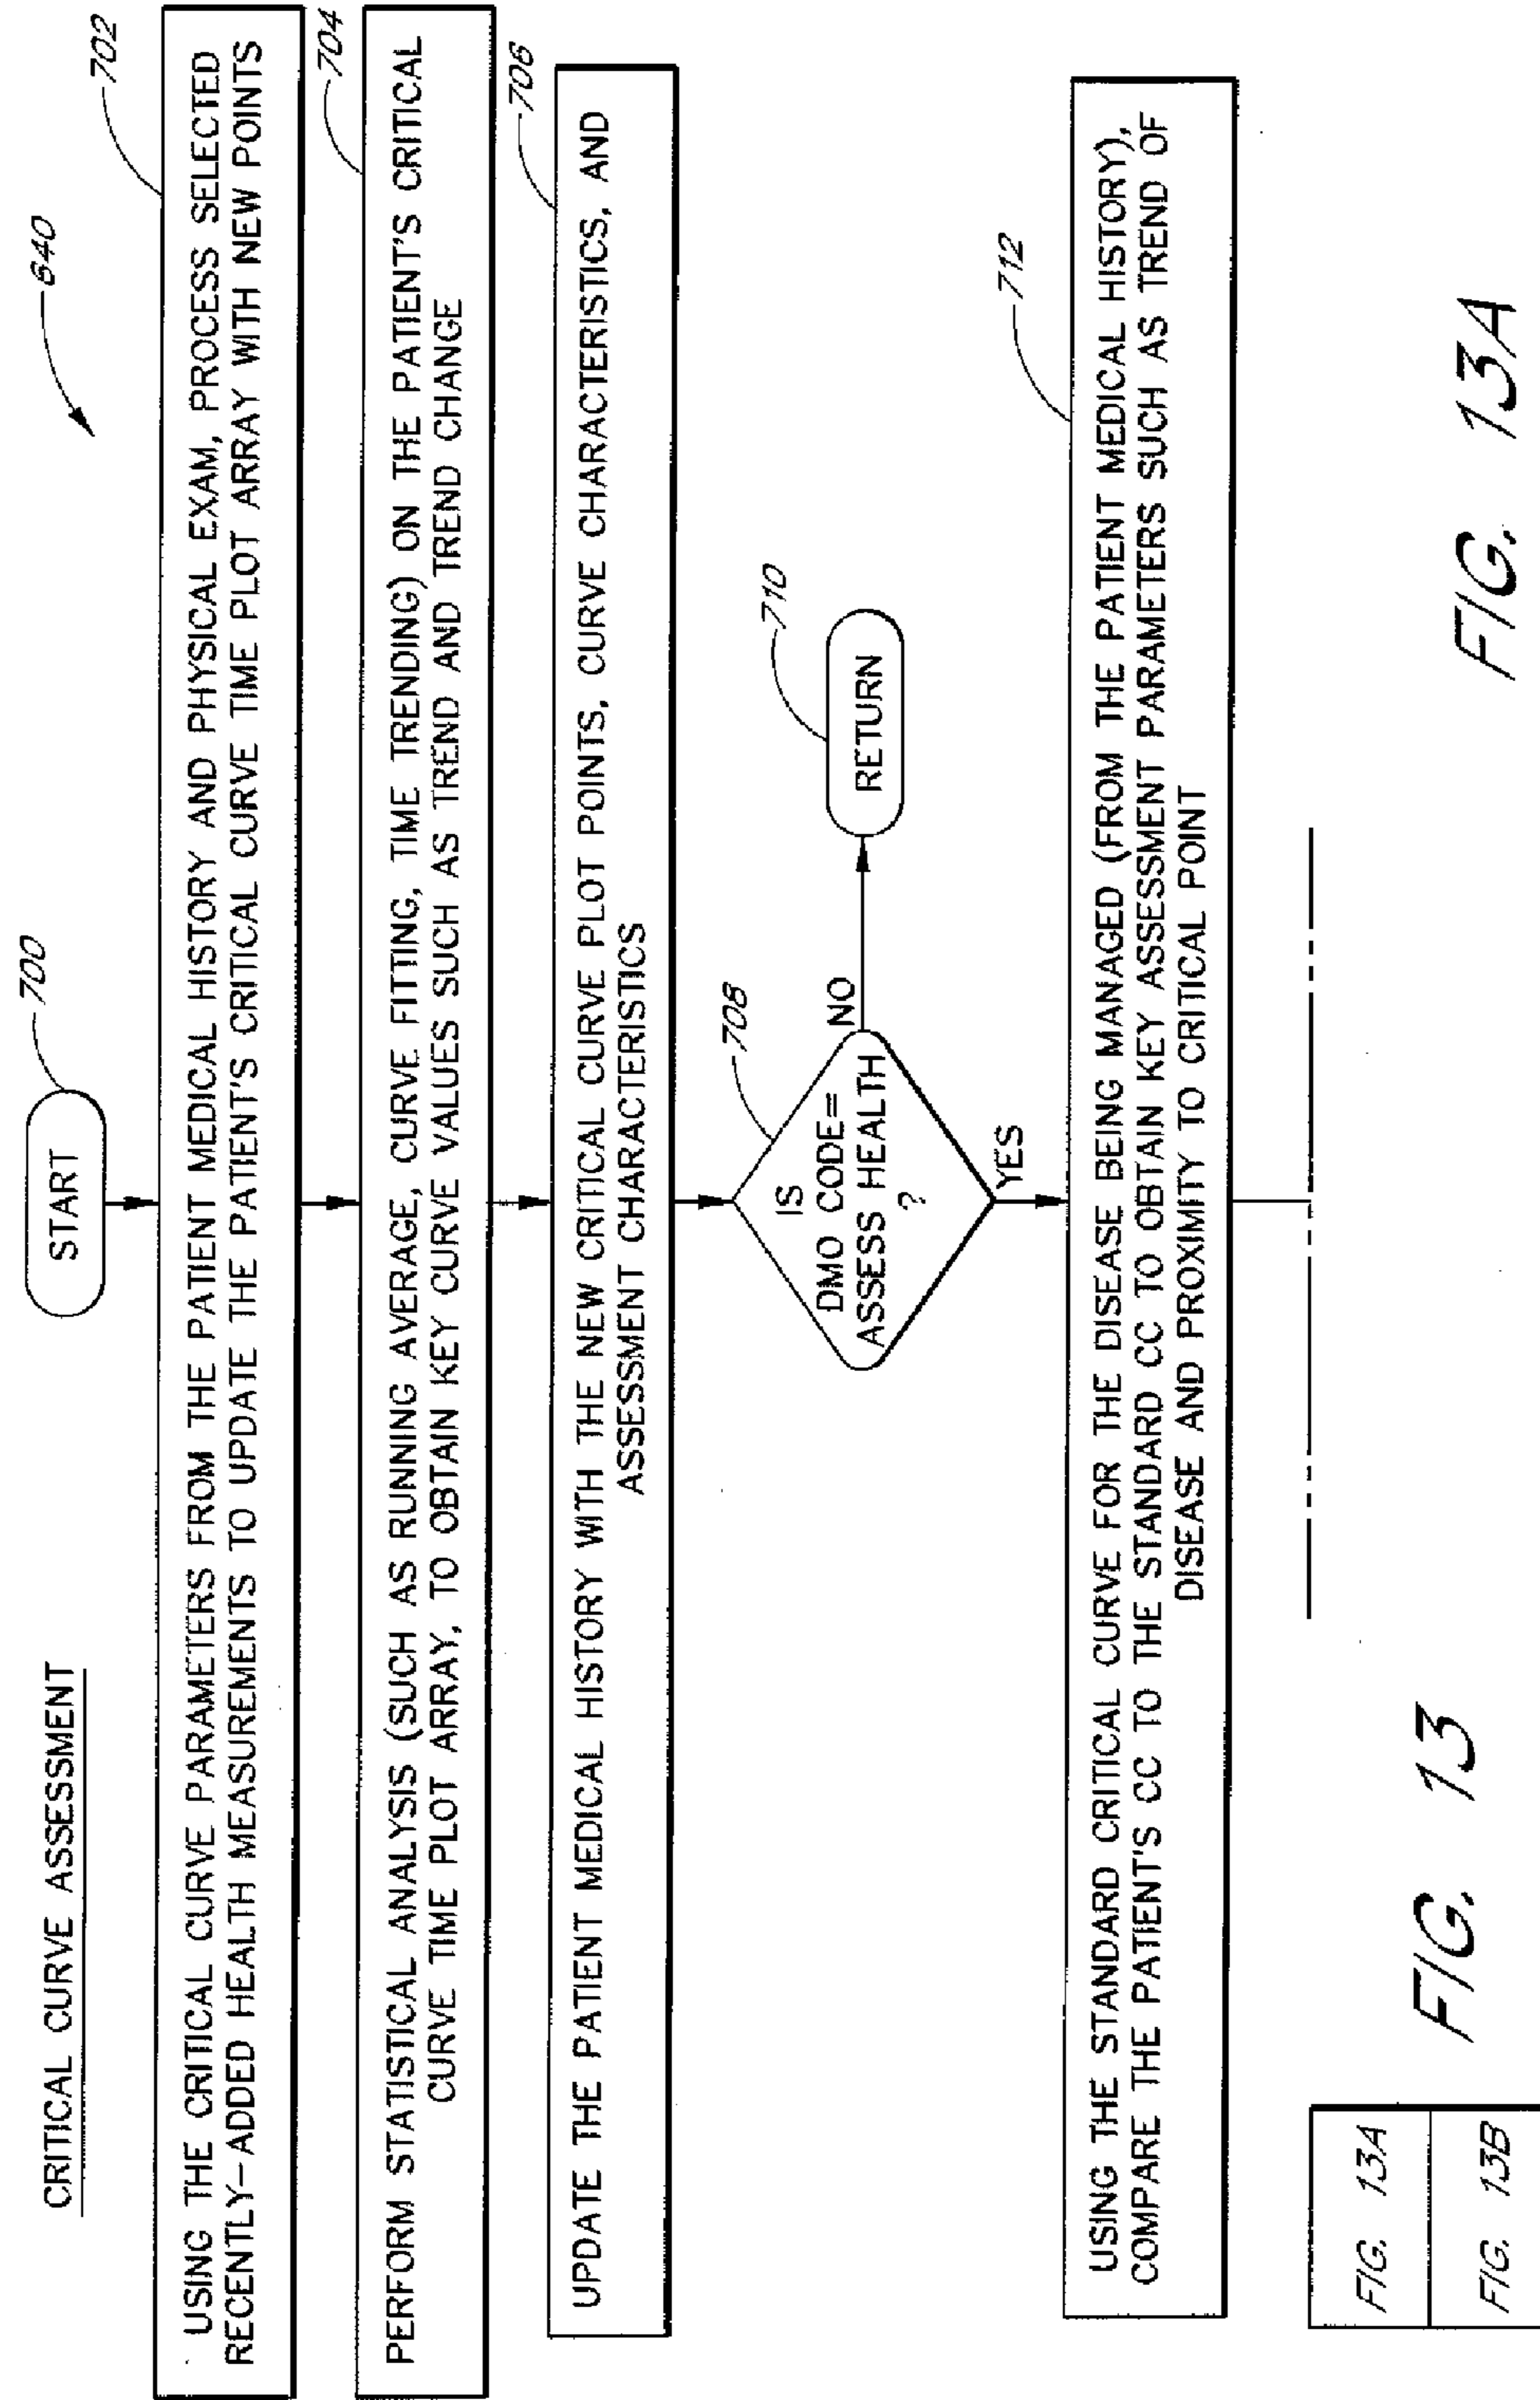 CRITICAL CURVE ASSESSMENT
700
START
640
702
USING THE CRITICAL CURVE PARAMETERS FROM THE PATIENT MEDICAL HISTORY AND PHYSICAL EXAM, PROCESS SELECTED
RECENTLY-ADDED HEALTH MEASUREMENTS TO UPDATE THE PATIENT'S CRITICAL CURVE TIME PLOT ARRAY WITH NEW POINTS
704
PERFORM STATISTICAL ANALYSIS (SUCH AS RUNNING AVERAGE, CURVE FITTING, TIME TRENDING) ON THE PATIENT'S CRITICAL
CURVE TIME PLOT ARRAY, TO OBTAIN KEY CURVE VALUES SUCH AS TREND AND TREND CHANGE
706
UPDATE THE PATIENT MEDICAL HISTORY WITH THE NEW CRITICAL CURVE PLOT POINTS, CURVE CHARACTERISTICS, AND
ASSESSMENT CHARACTERISTICS
708
IS
DMO CODE=
ASSESS HEALTH
?
NO
710
RETURN
YES
712
USING THE STANDARD CRITICAL CURVE FOR THE DISEASE BEING MANAGED (FROM THE PATIENT MEDICAL HISTORY),
COMPARE THE PATIENT'S CC TO THE STANDARD CC TO OBTAIN KEY ASSESSMENT PARAMETERS SUCH AS TREND OF
DISEASE AND PROXIMITY TO CRITICAL POINT
FIG. 13A
FIG. 13B
FIG. 13
FIG. 13A